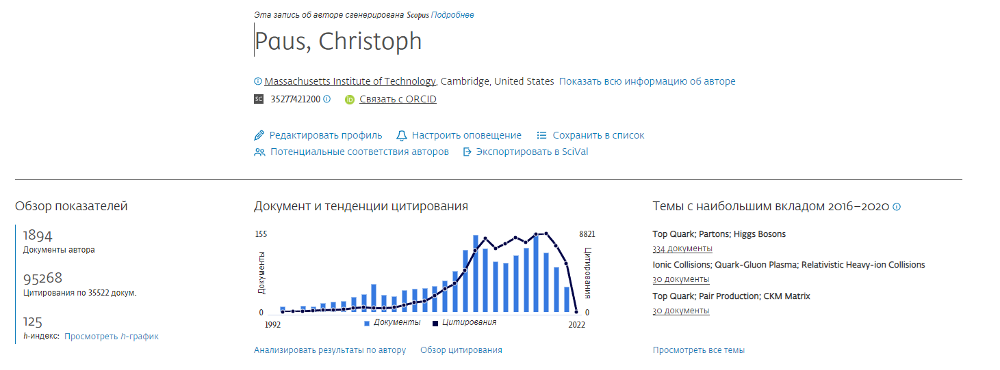 Эта запись об авторе сгенерирована Scopus Подробнее
Paus, Christoph
Massachusetts Institute of Technology, Cambridge, United States Показать всю информацию об авторе
SC 35277421200 iD Связать с ORCID
Редактировать профиль Настроить оповещение Сохранить в список
Потенциальные соответствия авторов Экспортировать в SciVal
Обзор показателей
1894
Документы автора
95268
Цитирования по 35522 докум.
125
h-индекс: Просмотреть h-график
Документ и тенденции цитирования
155 8821
Документы
Цитирования
0 0
1992 2022
Документы Цитирования
Анализировать результаты по автору Обзор цитирования
Темы с наибольшим вкладом 2016–2020
Top Quark; Partons; Higgs Bosons
334 документы
Ionic Collisions; Quark-Gluon Plasma; Relativistic Heavy-ion Collisions
30 документы
Top Quark; Pair Production; CKM Matrix
30 документы
Просмотреть все темы